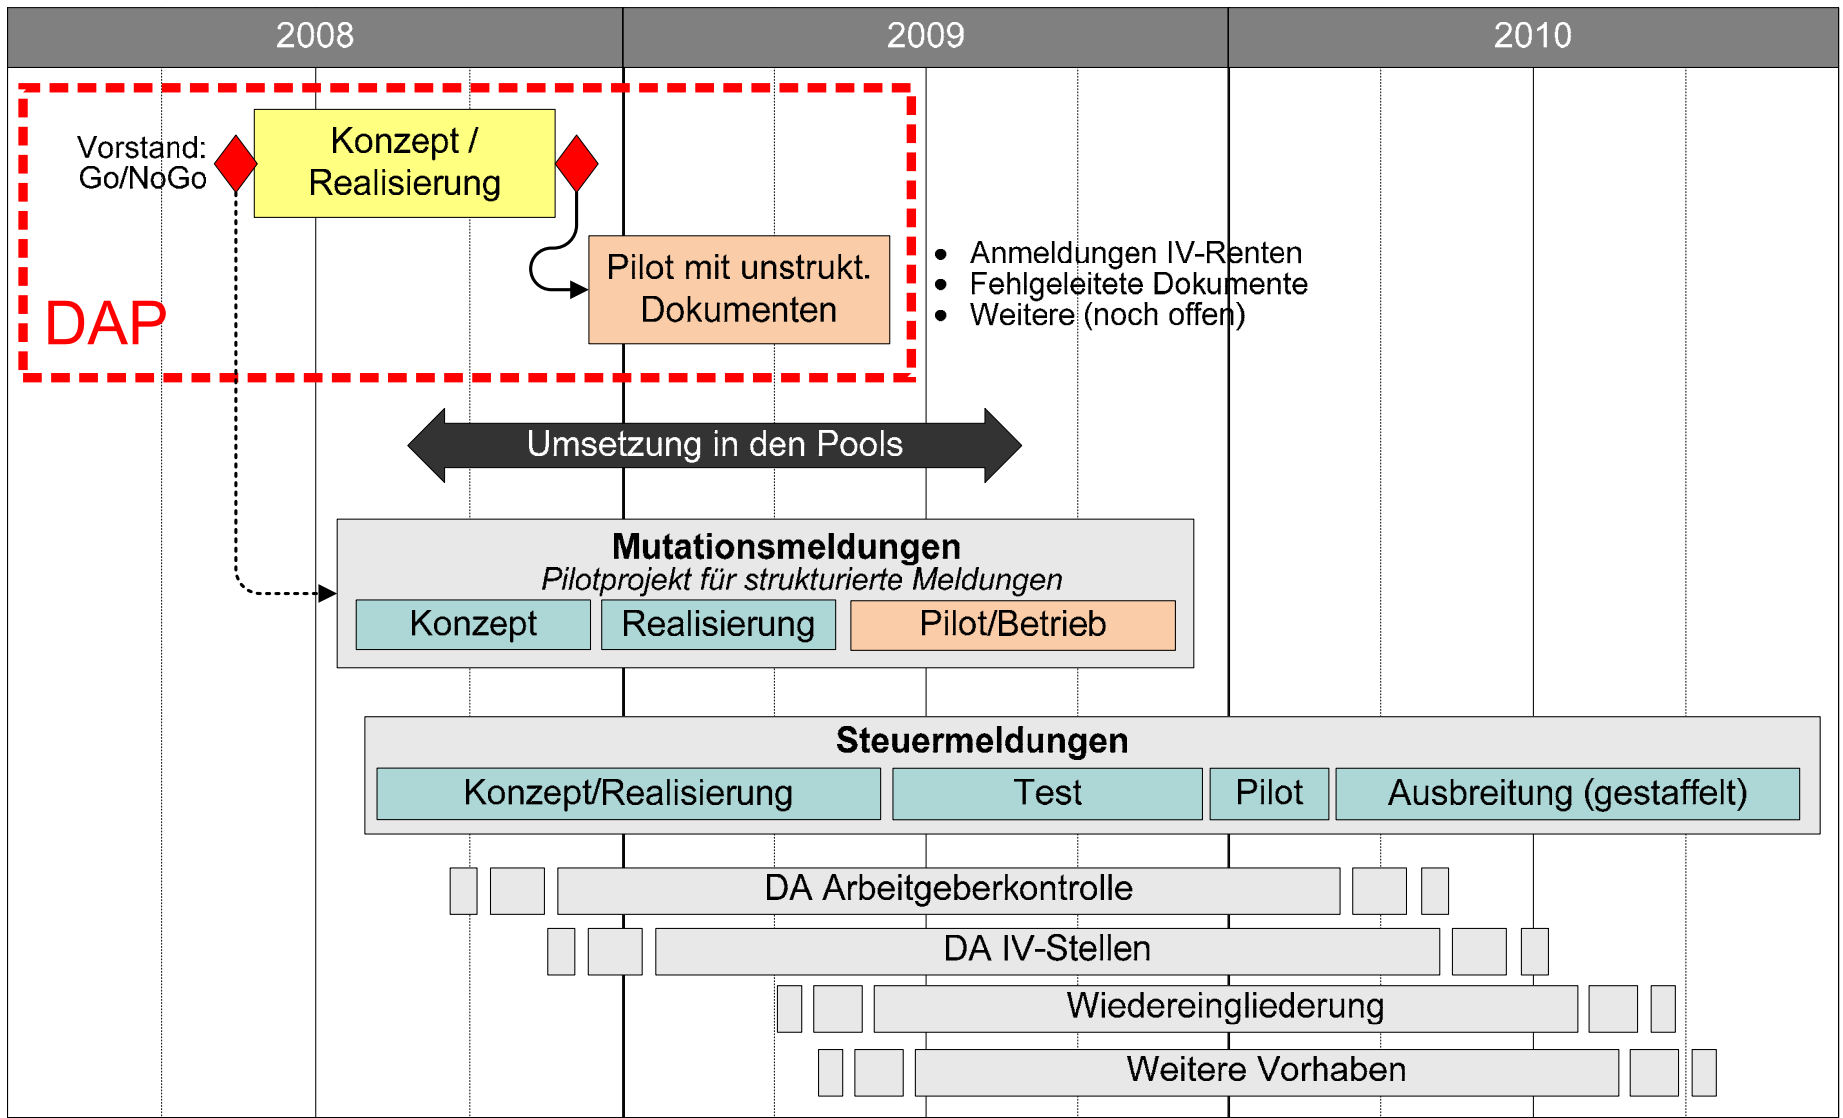 2008
2009
2010
Vorstand:
Go/NoGo
Konzept /
Realisierung
Pilot mit unstrukt.
Dokumenten
DAP
• Anmeldungen IV-Renten
• Fehlgeleitete Dokumente
• Weitere (noch offen)
Umsetzung in den Pools
Mutationsmeldungen
Pilotprojekt für strukturierte Meldungen
Konzept
Realisierung
Pilot/Betrieb
Steuermeldungen
Konzept/Realisierung
Test
Pilot
Ausbreitung (gestaffelt)
DA Arbeitgeberkontrolle
DA IV-Stellen
Wiedereingliederung
Weitere Vorhaben